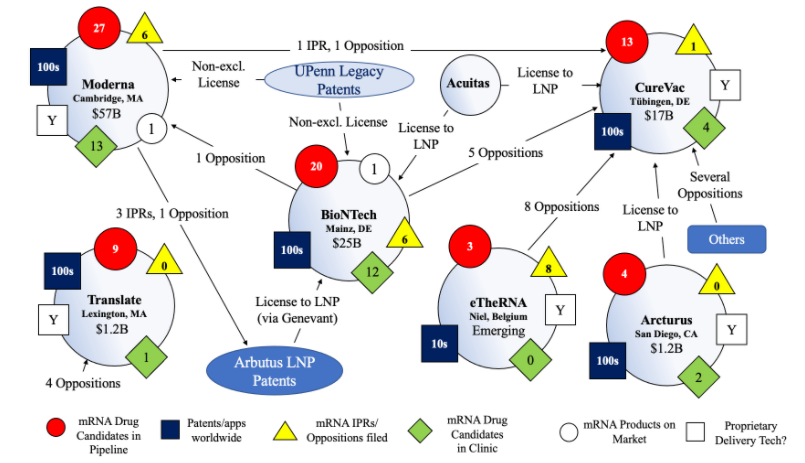 27
6
100s
Moderna
Cambridge, MA
$57B
Y
13
1
1 IPR, 1 Opposition
Non-excl.
License
UPenn Legacy
Patents
Non-excl. License
Acuitas
License to
LNP
License to
LNP
13
1
CureVac
Tübingen, DE
$17B
Y
100s
4
1 Opposition
5 Oppositions
20
1
BioNTech
Mainz, DE
$25B
100s
6
12
3 IPRs, 1 Opposition
8 Oppositions
Several
Oppositions
License to
LNP
Others
9
0
100s
Translate
Lexington, MA
$1.2B
Y
1
4 Oppositions
License to LNP
(via Genevant)
Arbutus LNP
Patents
3
8
eTheRNA
Niel, Belgium
Emerging
Y
10s
0
4
0
Arcturus
San Diego, CA
$1.2B
Y
100s
2
mRNA Drug
Candidates in
Pipeline
Patents/apps
worldwide
mRNA IPRs/
Oppositions filed
mRNA Drug
Candidates
in Clinic
mRNA Products on
Market
Proprietary
Delivery Tech?